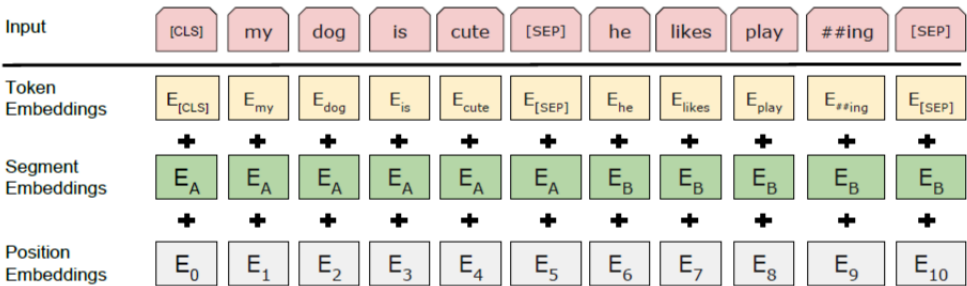 Input [CLS] my dog is cute [SEP] he likes play ##ing [SEP]
Token
Embeddings E[CLS] Emy Edog Eis Ecute E[SEP] Ehe Elikes Eplay E##ing E[SEP]
+ + + + + + + + + + +
Segment
Embeddings EA EA EA EA EA EA EB EB EB EB EB
+ + + + + + + + + + +
Position
Embeddings E0 E1 E2 E3 E4 E5 E6 E7 E8 E9 E10